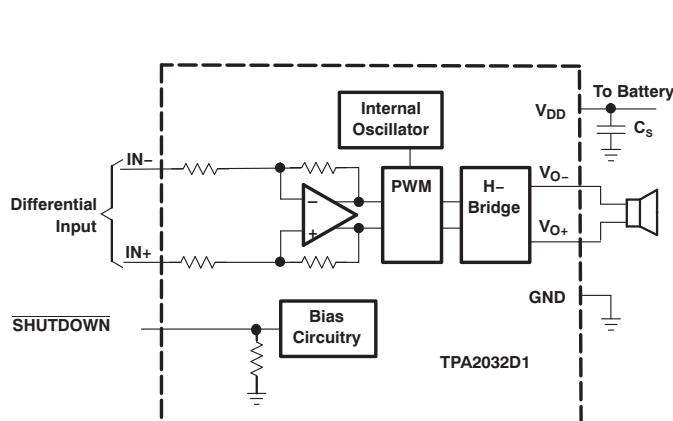 To Battery
Internal
Oscillator
VDD
CS
IN−
PWM
H−
Bridge
VO−
Differential
Input
−
+
VO+
IN+
GND
SHUTDOWN
Bias
Circuitry
TPA2032D1